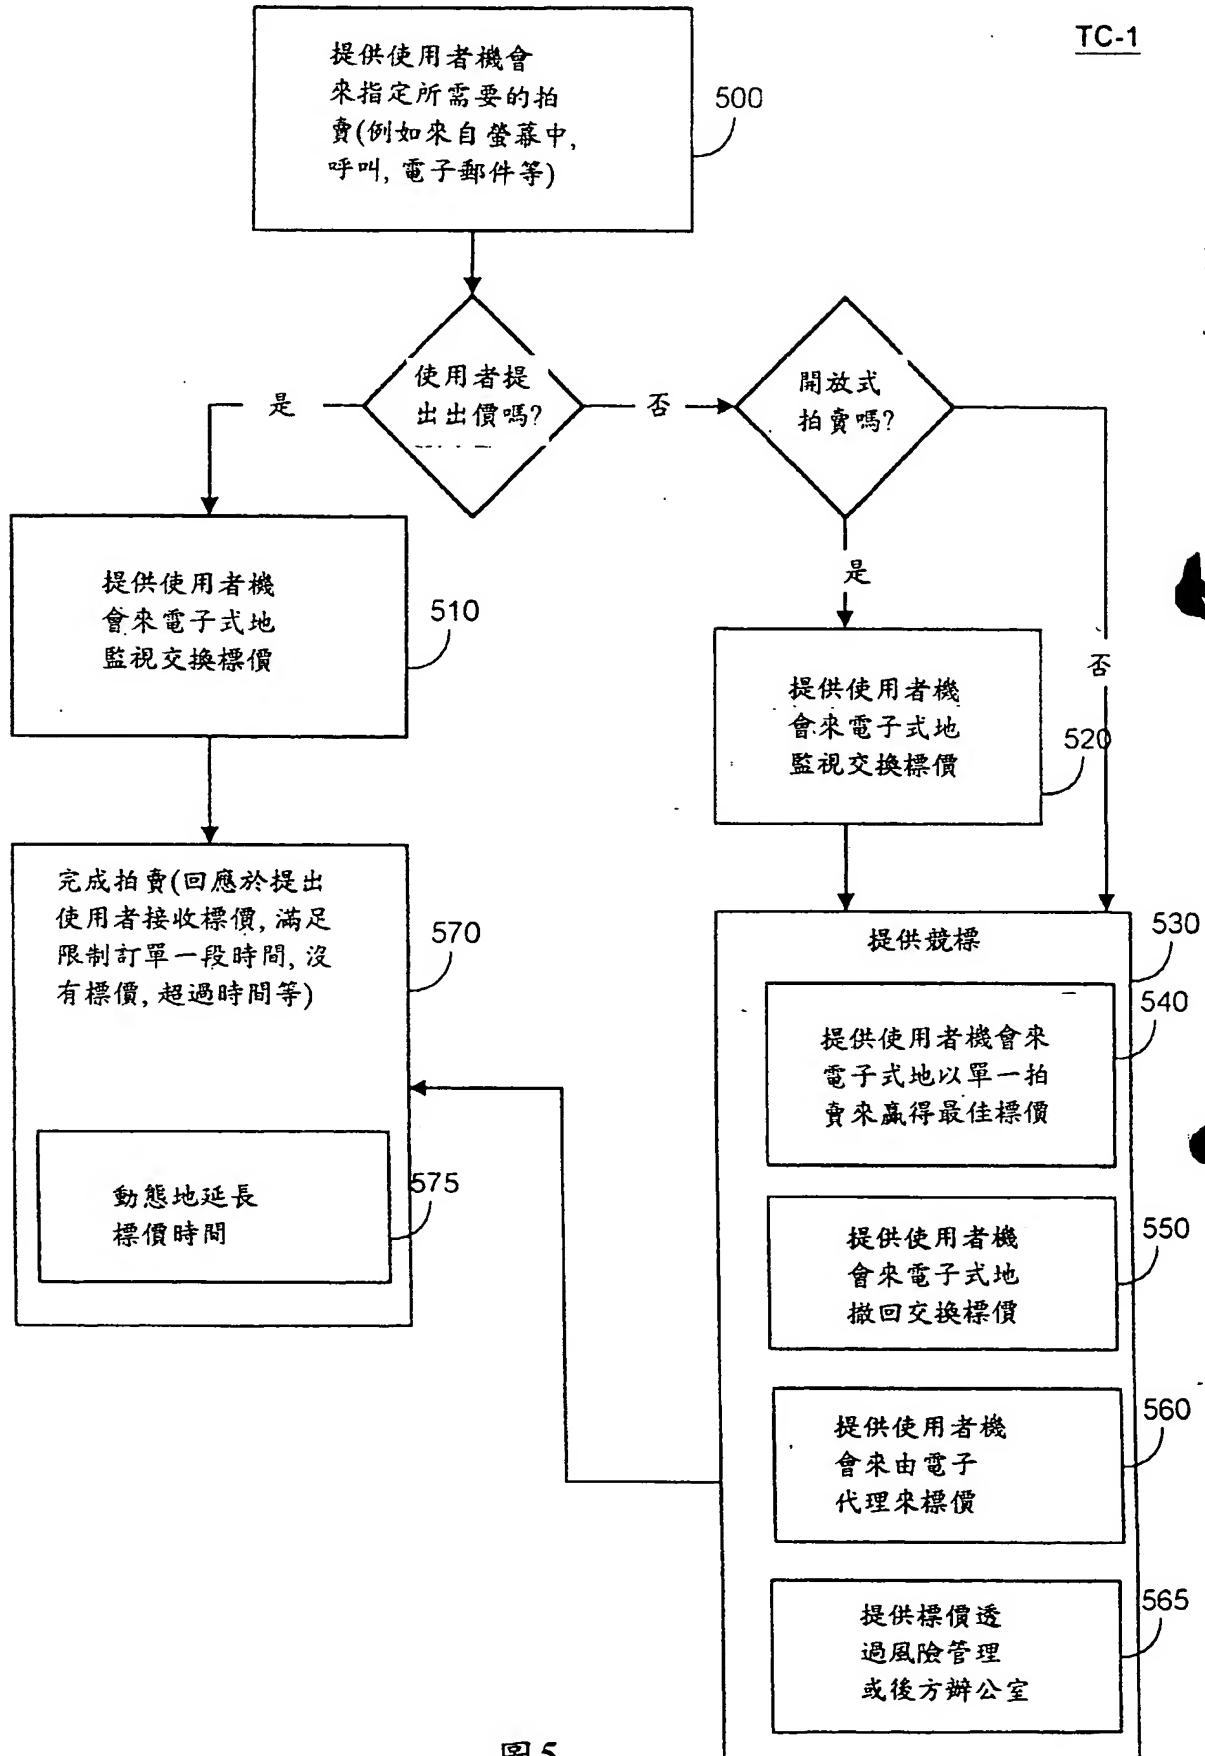 TC-1
提供使用者機會
來指定所需要的拍
賣(例如來自螢幕中,
呼叫, 電子郵件等)
500
使用者提
出出價嗎?
是
否
開放式
拍賣嗎?
是
否
提供使用者機
會來電子式地
監視交換標價
510
提供使用者機
會來電子式地
監視交換標價
520
完成拍賣(回應於提出
使用者接收標價, 滿足
限制訂單一段時間, 沒
有標價, 超過時間等)
570
動態地延長
標價時間
575
提供競標
530
提供使用者機會來
電子式地以單一拍
賣來贏得最佳標價
540
提供使用者機
會來電子式地
撤回交換標價
550
提供使用者機
會來由電子
代理來標價
560
提供標價透
過風險管理
或後方辦公室
565
圖5